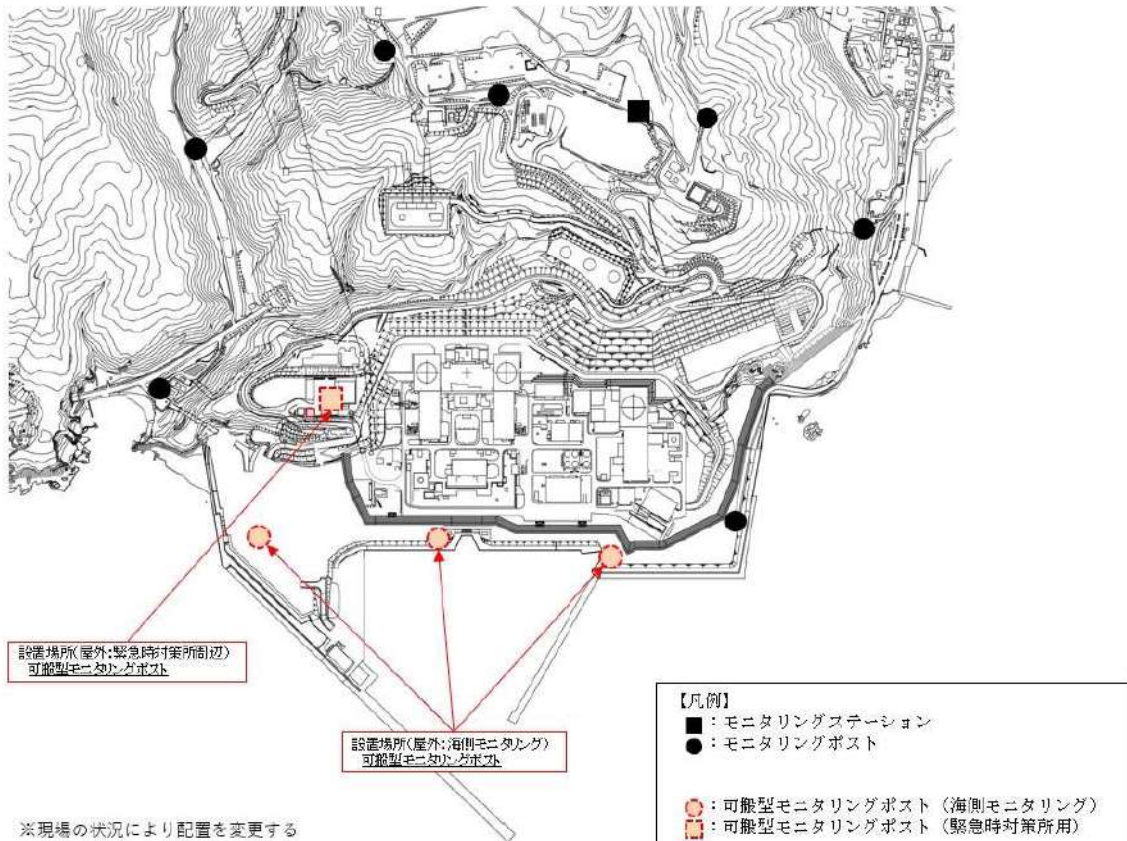 設置場所(屋外:緊急時対策所周辺)
可搬型モニタリングポスト
設置場所(屋外:海側モニタリング)
可搬型モニタリングポスト
※現場の状況により配置を変更する
【凡例】
■：モニタリングステーション
●：モニタリングポスト
：可搬型モニタリングポスト（海側モニタリング）
：可搬型モニタリングポスト（緊急時対策所用）